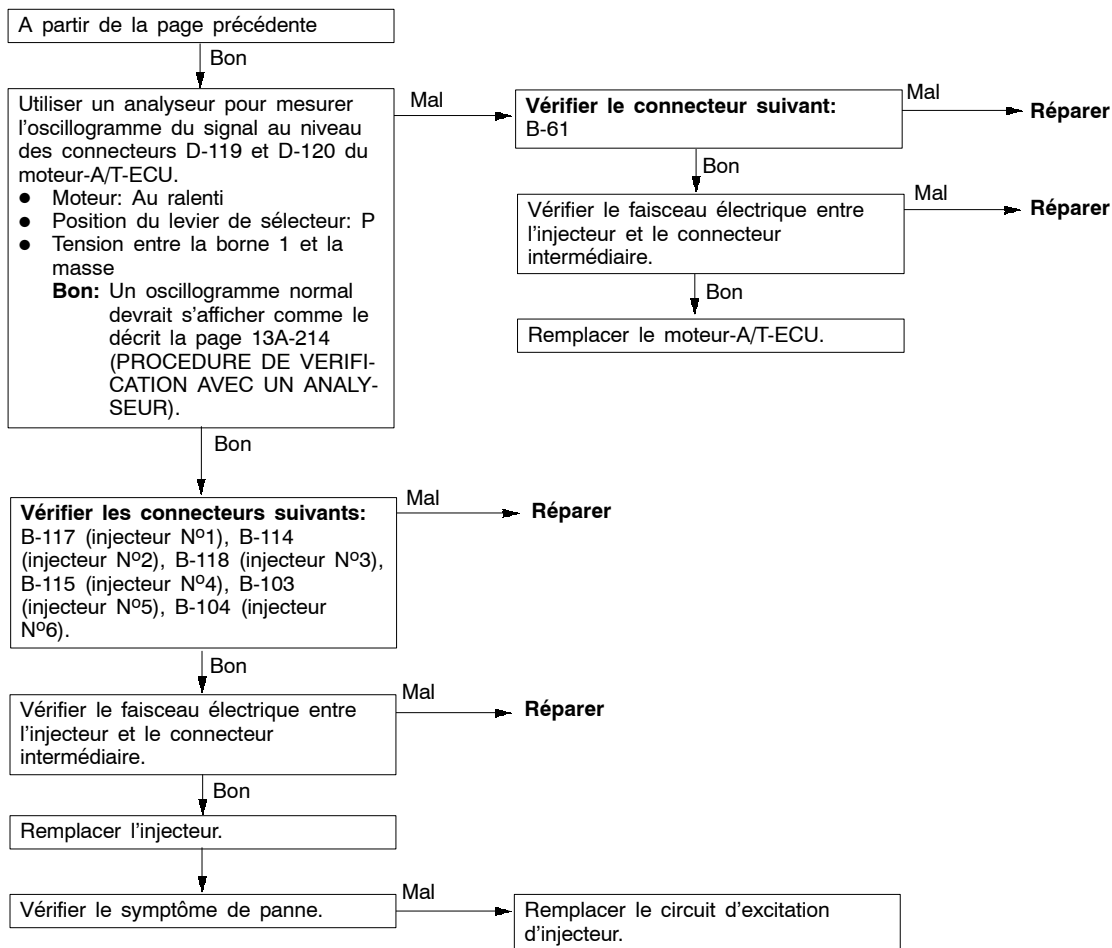 A partir de la page précédente
Bon
Utiliser un analyseur pour mesurer
l'oscillogramme du signal au niveau
des connecteurs D-119 et D-120 du
moteur-A/T-ECU.
● Moteur: Au ralenti
● Position du levier de sélecteur: P
● Tension entre la borne 1 et la
masse
Bon: Un oscillogramme normal
devrait s'afficher comme le
décrit la page 13A-214
(PROCEDURE DE VERIFI-
CATION AVEC UN ANALY-
SEUR).
Mal
Vérifier le connecteur suivant:
B-61
Mal
Réparer
Bon
Vérifier le faisceau électrique entre
l'injecteur et le connecteur
intermédiaire.
Mal
Réparer
Bon
Remplacer le moteur-A/T-ECU.
Bon
Vérifier les connecteurs suivants:
B-117 (injecteur Nº1), B-114
(injecteur Nº2), B-118 (injecteur Nº3),
B-115 (injecteur Nº4), B-103
(injecteur Nº5), B-104 (injecteur
Nº6).
Mal
Réparer
Bon
Vérifier le faisceau électrique entre
l'injecteur et le connecteur
intermédiaire.
Mal
Réparer
Bon
Remplacer l'injecteur.
Vérifier le symptôme de panne.
Mal
Remplacer le circuit d'excitation
d'injecteur.